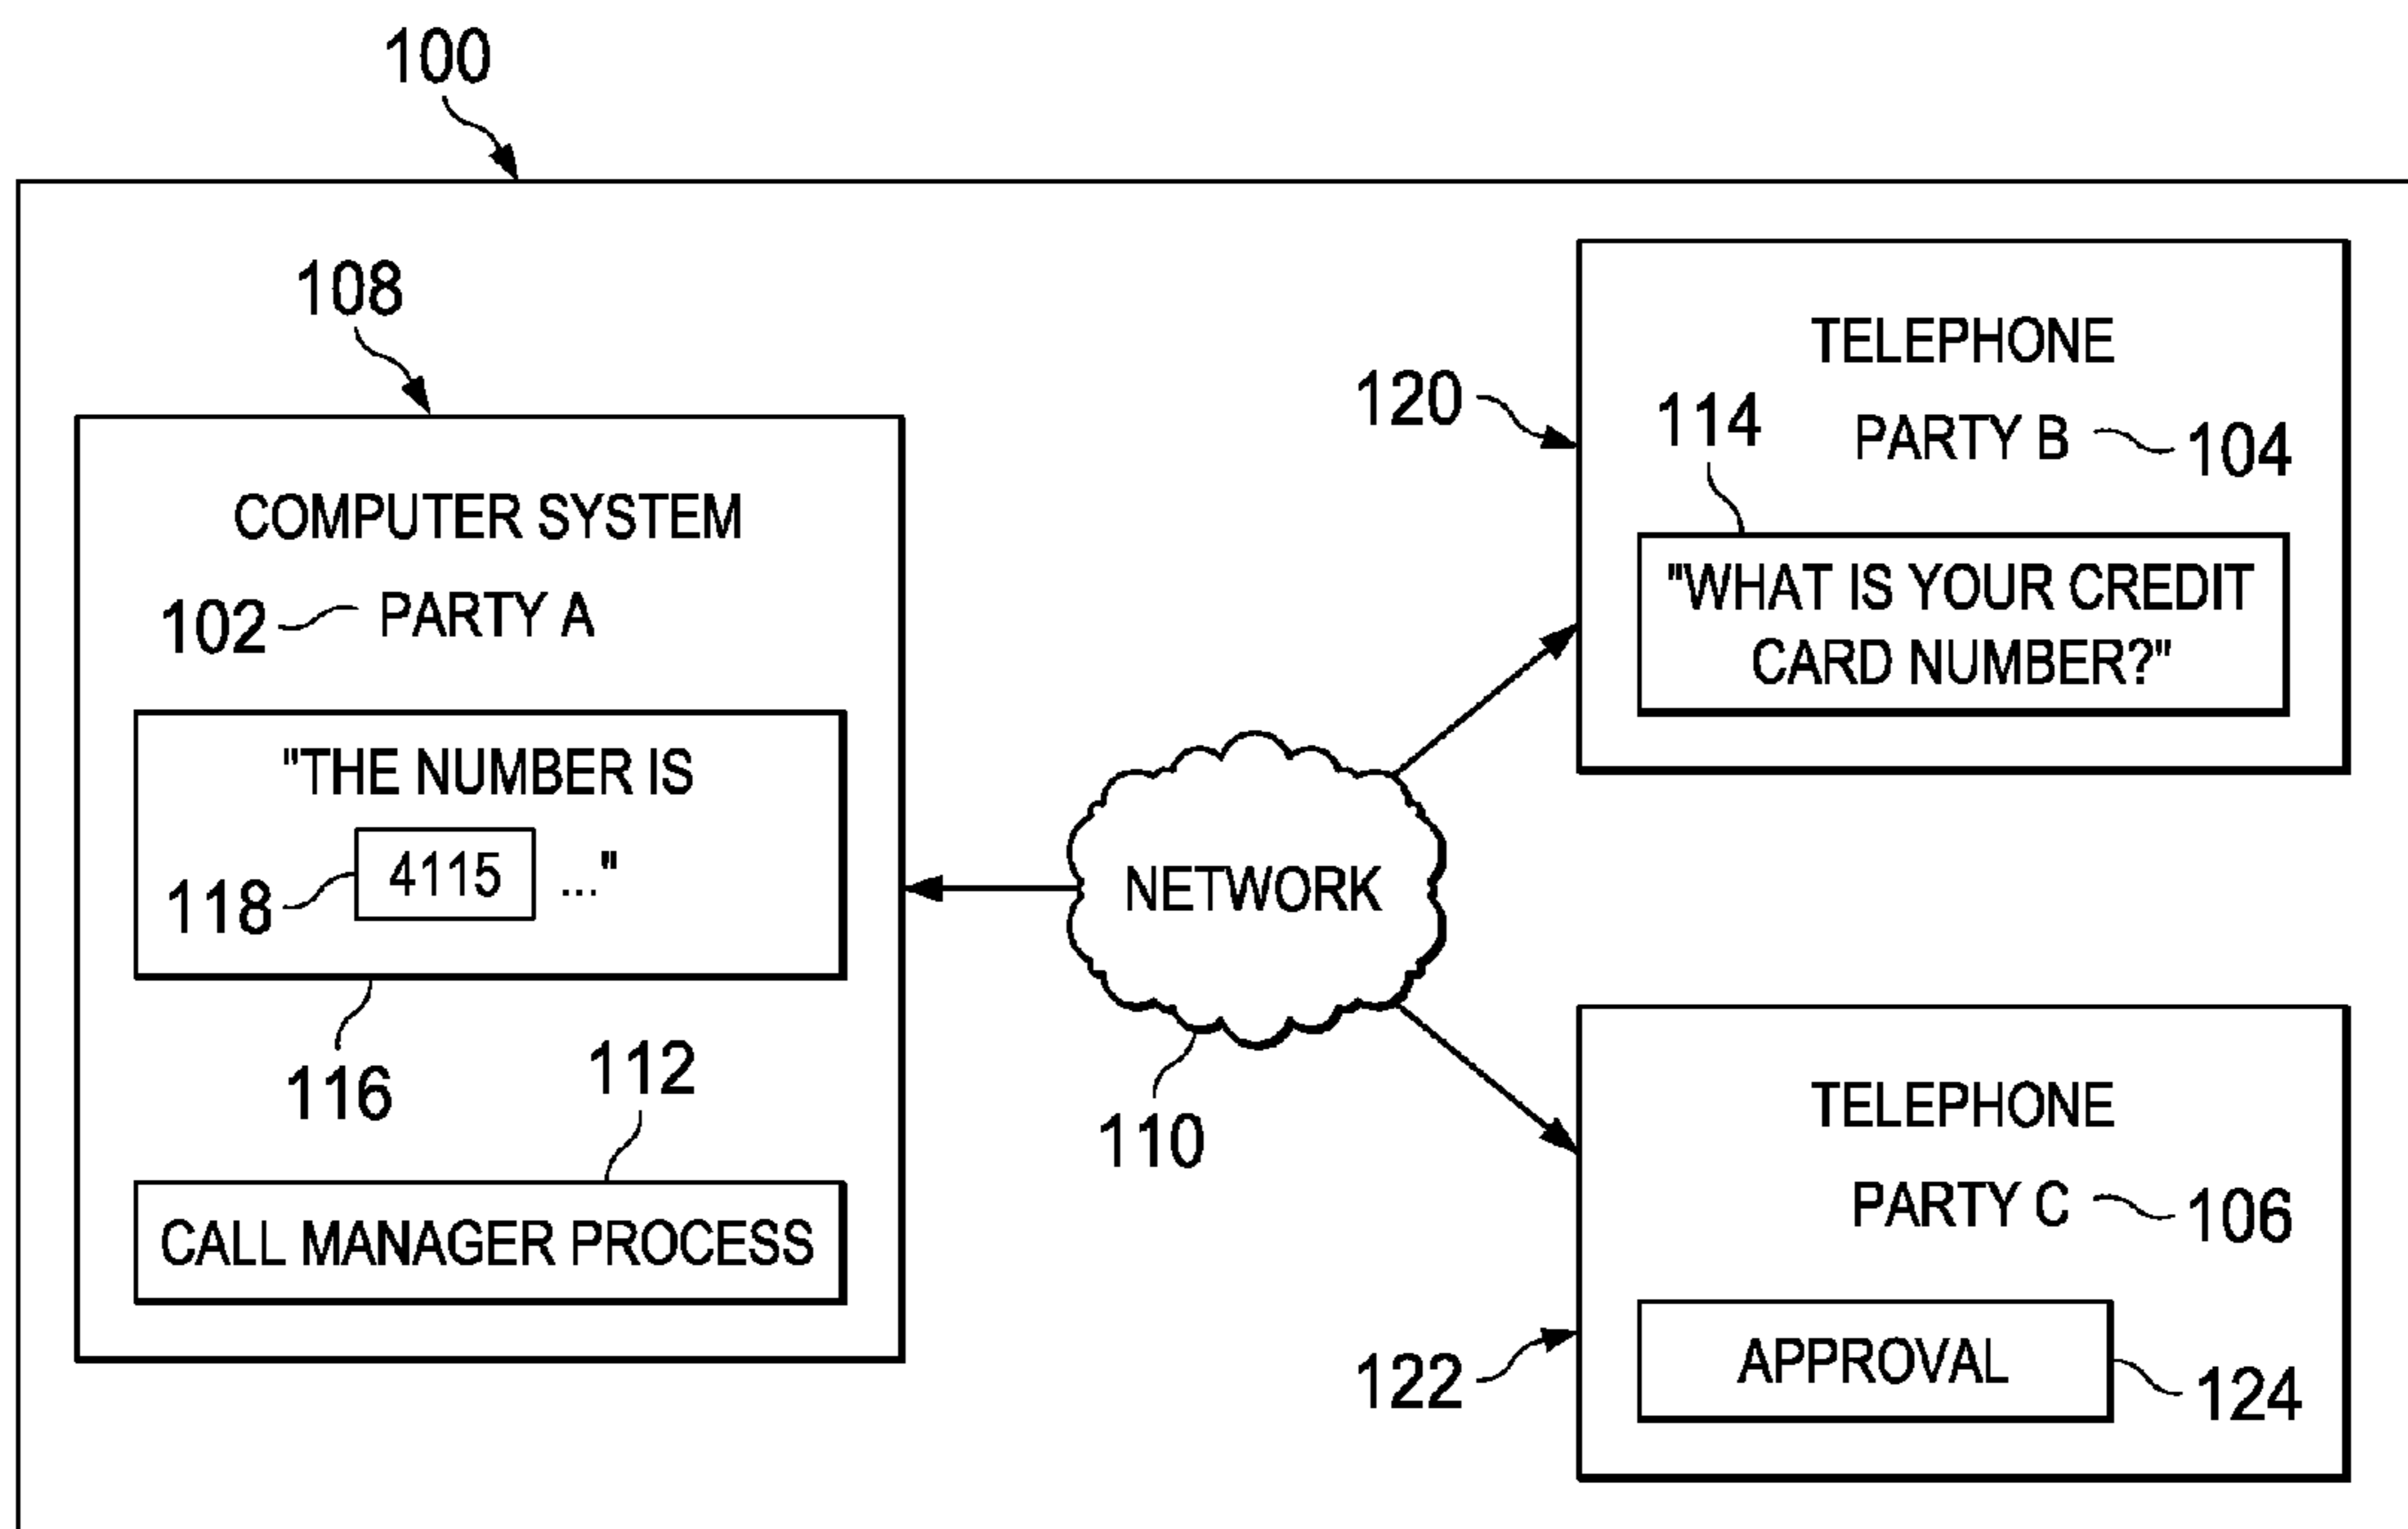 100
108
COMPUTER SYSTEM
102 PARTY A
"THE NUMBER IS
118 4115 ..."
116
112
CALL MANAGER PROCESS
NETWORK
110
120
TELEPHONE
114
PARTY B 104
"WHAT IS YOUR CREDIT
CARD NUMBER?"
TELEPHONE
PARTY C 106
122
APPROVAL 124